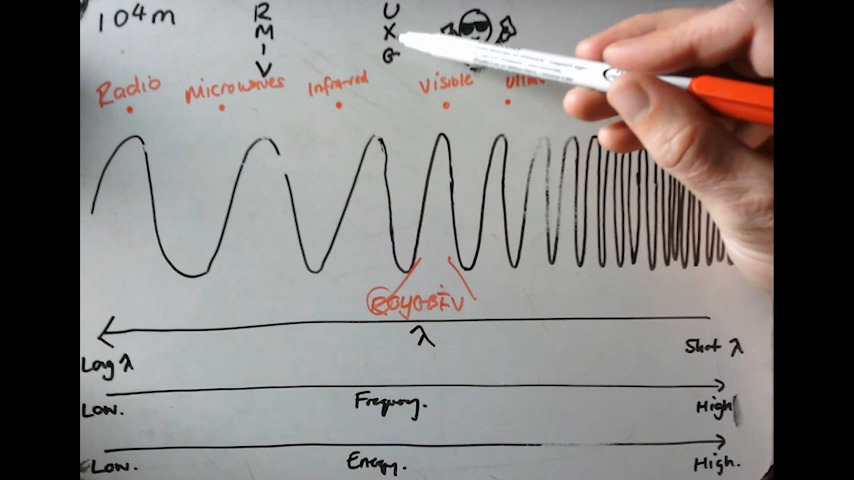 104m
R
M
I
V
U
X
G
Radio
Microwaves
Infra-red
Visible
ROYGBIV
λ
Long λ
Short λ
Low.
Frequency.
High
Low.
Energy.
High.